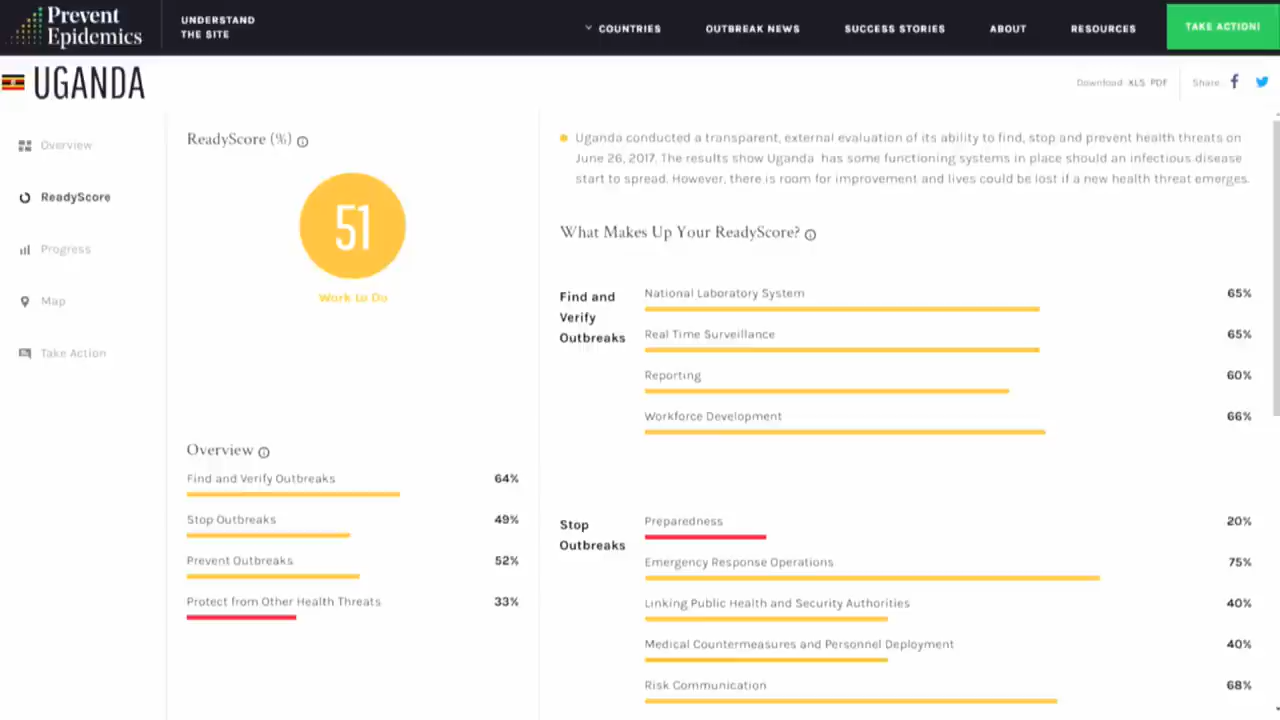 Prevent
Epidemics
UNDERSTAND
THE SITE
COUNTRIES
OUTBREAK NEWS
SUCCESS STORIES
ABOUT
RESOURCES
TAKE ACTION!
UGANDA
Download: XLS PDF
Share:
Overview
ReadyScore
Progress
Map
Take Action
ReadyScore (%)
51
Work to Do
Overview
Find and Verify Outbreaks 64%
Stop Outbreaks 49%
Prevent Outbreaks 52%
Protect from Other Health Threats 33%
Uganda conducted a transparent, external evaluation of its ability to find, stop and prevent health threats on
June 26, 2017. The results show Uganda has some functioning systems in place should an infectious disease
start to spread. However, there is room for improvement and lives could be lost if a new health threat emerges.
What Makes Up Your ReadyScore?
Find and
Verify
Outbreaks
National Laboratory System 65%
Real Time Surveillance 65%
Reporting 60%
Workforce Development 66%
Stop
Outbreaks
Preparedness 20%
Emergency Response Operations 75%
Linking Public Health and Security Authorities 40%
Medical Countermeasures and Personnel Deployment 40%
Risk Communication 68%